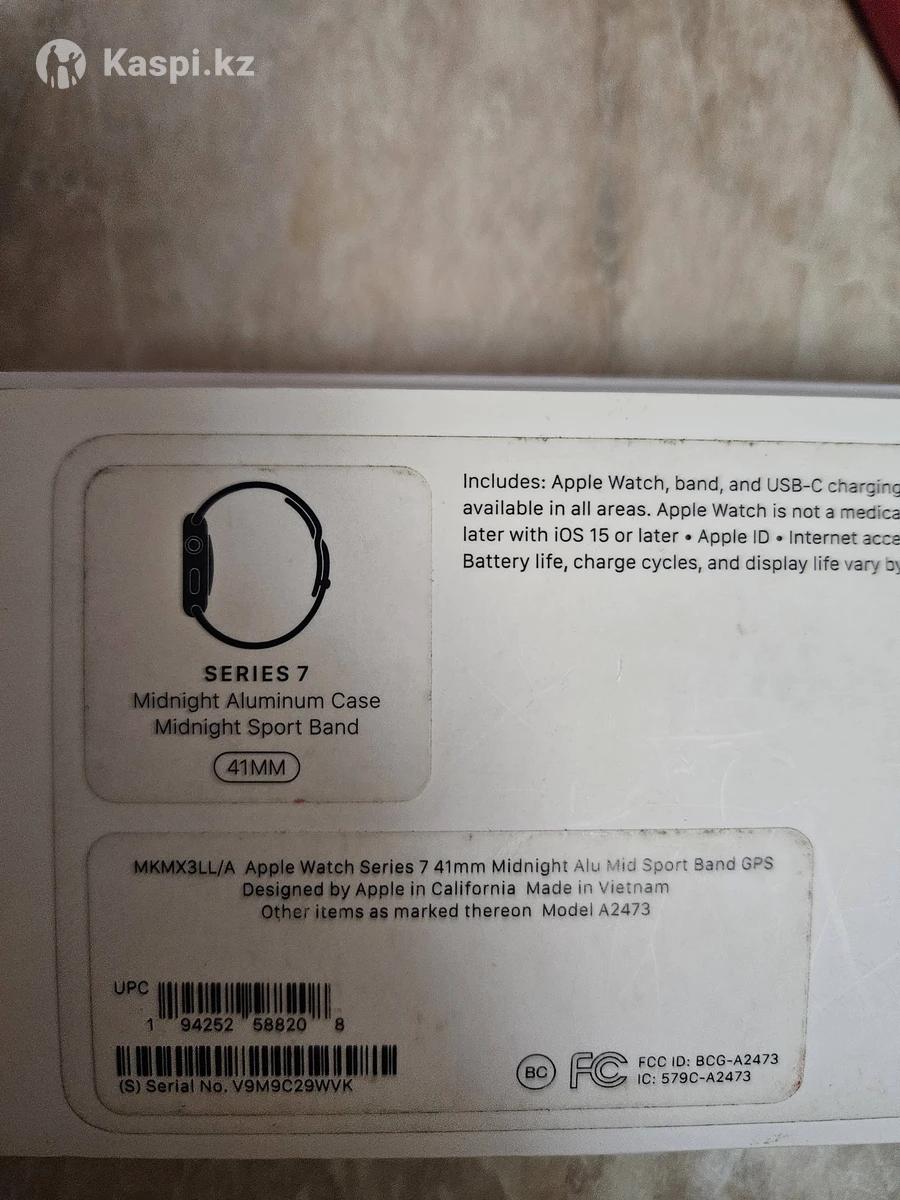 Kaspi.kz
Includes: Apple Watch, band, and USB-C charging
available in all areas. Apple Watch is not a medica
later with iOS 15 or later • Apple ID • Internet acce
Battery life, charge cycles, and display life vary by
SERIES 7
Midnight Aluminum Case
Midnight Sport Band
41MM
MKMX3LL/A Apple Watch Series 7 41mm Midnight Alu Mid Sport Band GPS
Designed by Apple in California Made in Vietnam
Other items as marked thereon Model A2473
UPC
1 94252 58820 8
(S) Serial No. V9M9C29WVK
BC
FC
FCC ID: BCG-A2473
IC: 579C-A2473